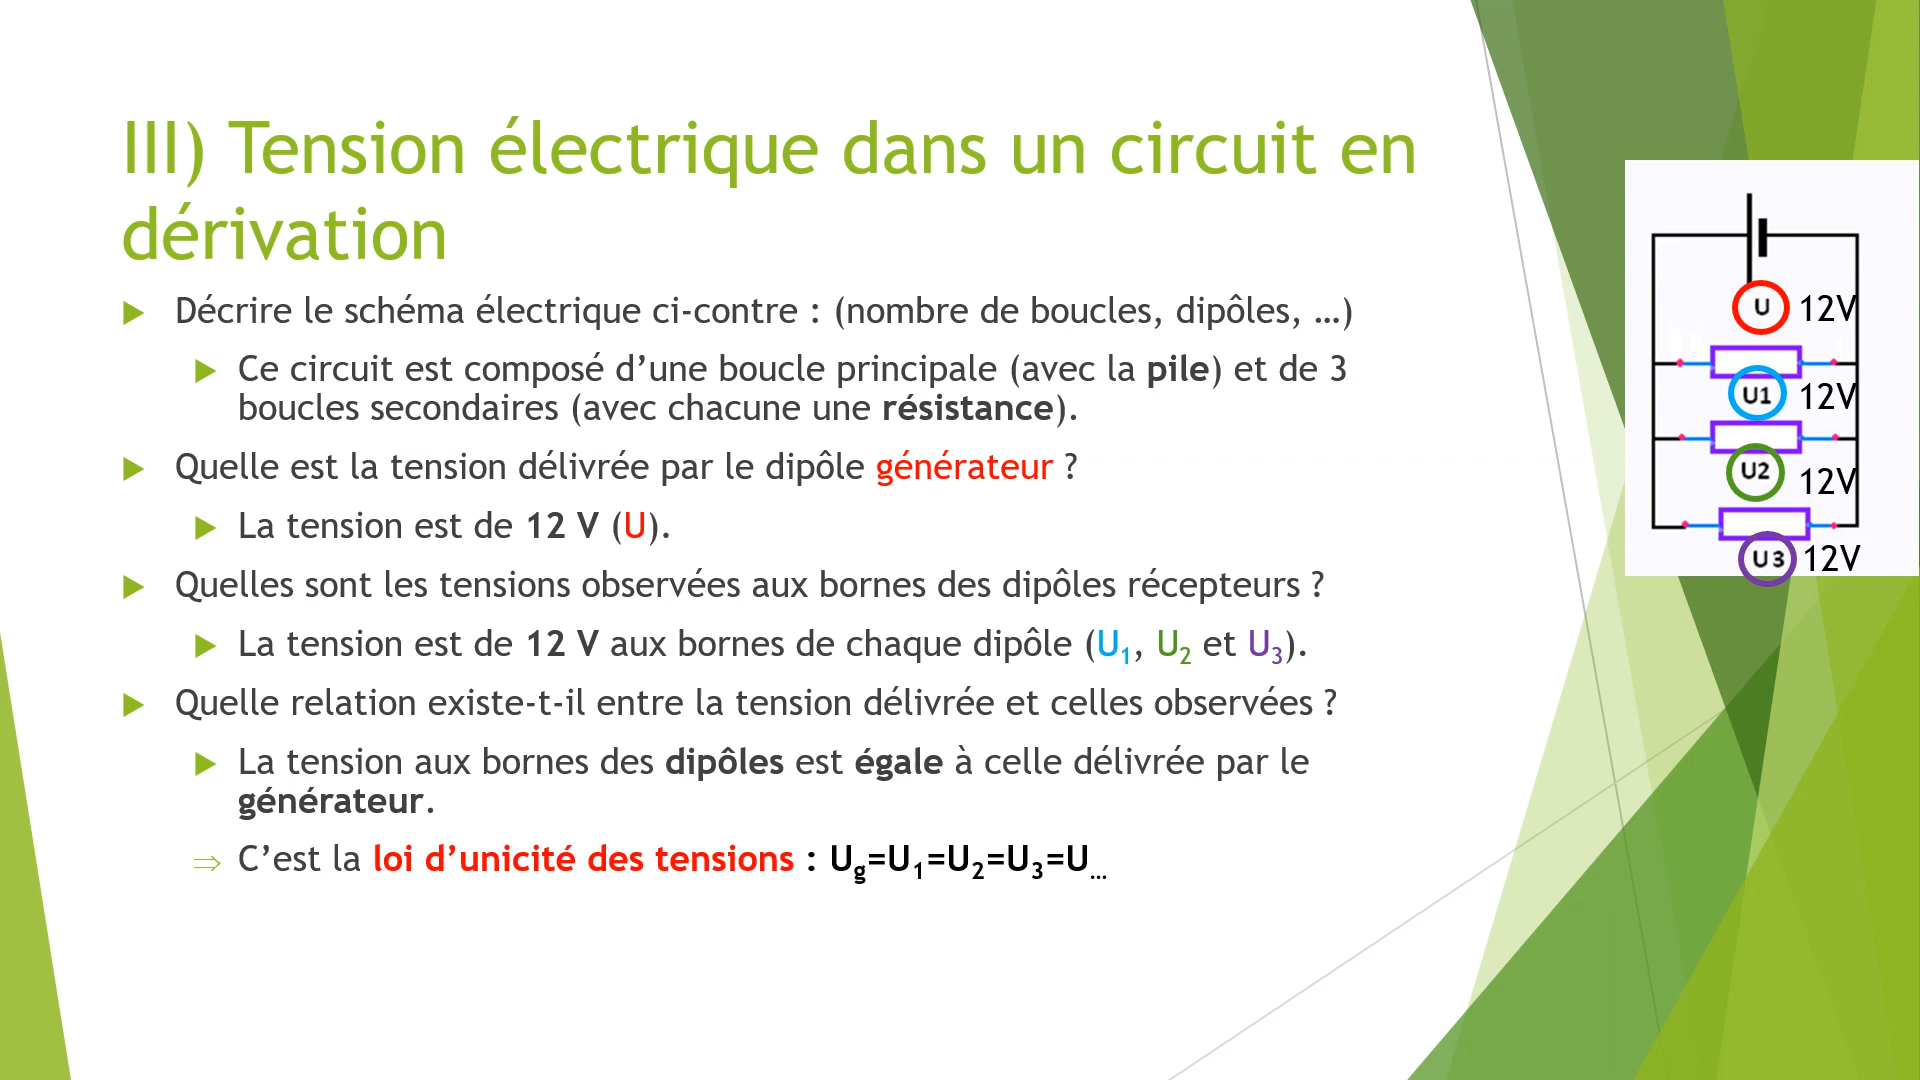 III) Tension électrique dans un circuit en
dérivation
Décrire le schéma électrique ci-contre : (nombre de boucles, dipôles, …)
Ce circuit est composé d’une boucle principale (avec la pile) et de 3
boucles secondaires (avec chacune une résistance).
Quelle est la tension délivrée par le dipôle générateur ?
La tension est de 12 V (U).
Quelles sont les tensions observées aux bornes des dipôles récepteurs ?
La tension est de 12 V aux bornes de chaque dipôle (U1, U2 et U3).
Quelle relation existe-t-il entre la tension délivrée et celles observées ?
La tension aux bornes des dipôles est égale à celle délivrée par le
générateur.
⇒ C’est la loi d’unicité des tensions : Ug=U1=U2=U3=U…
U 12V
U1 12V
U2 12V
U3 12V